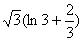 √3(ln 3 + 2/3)